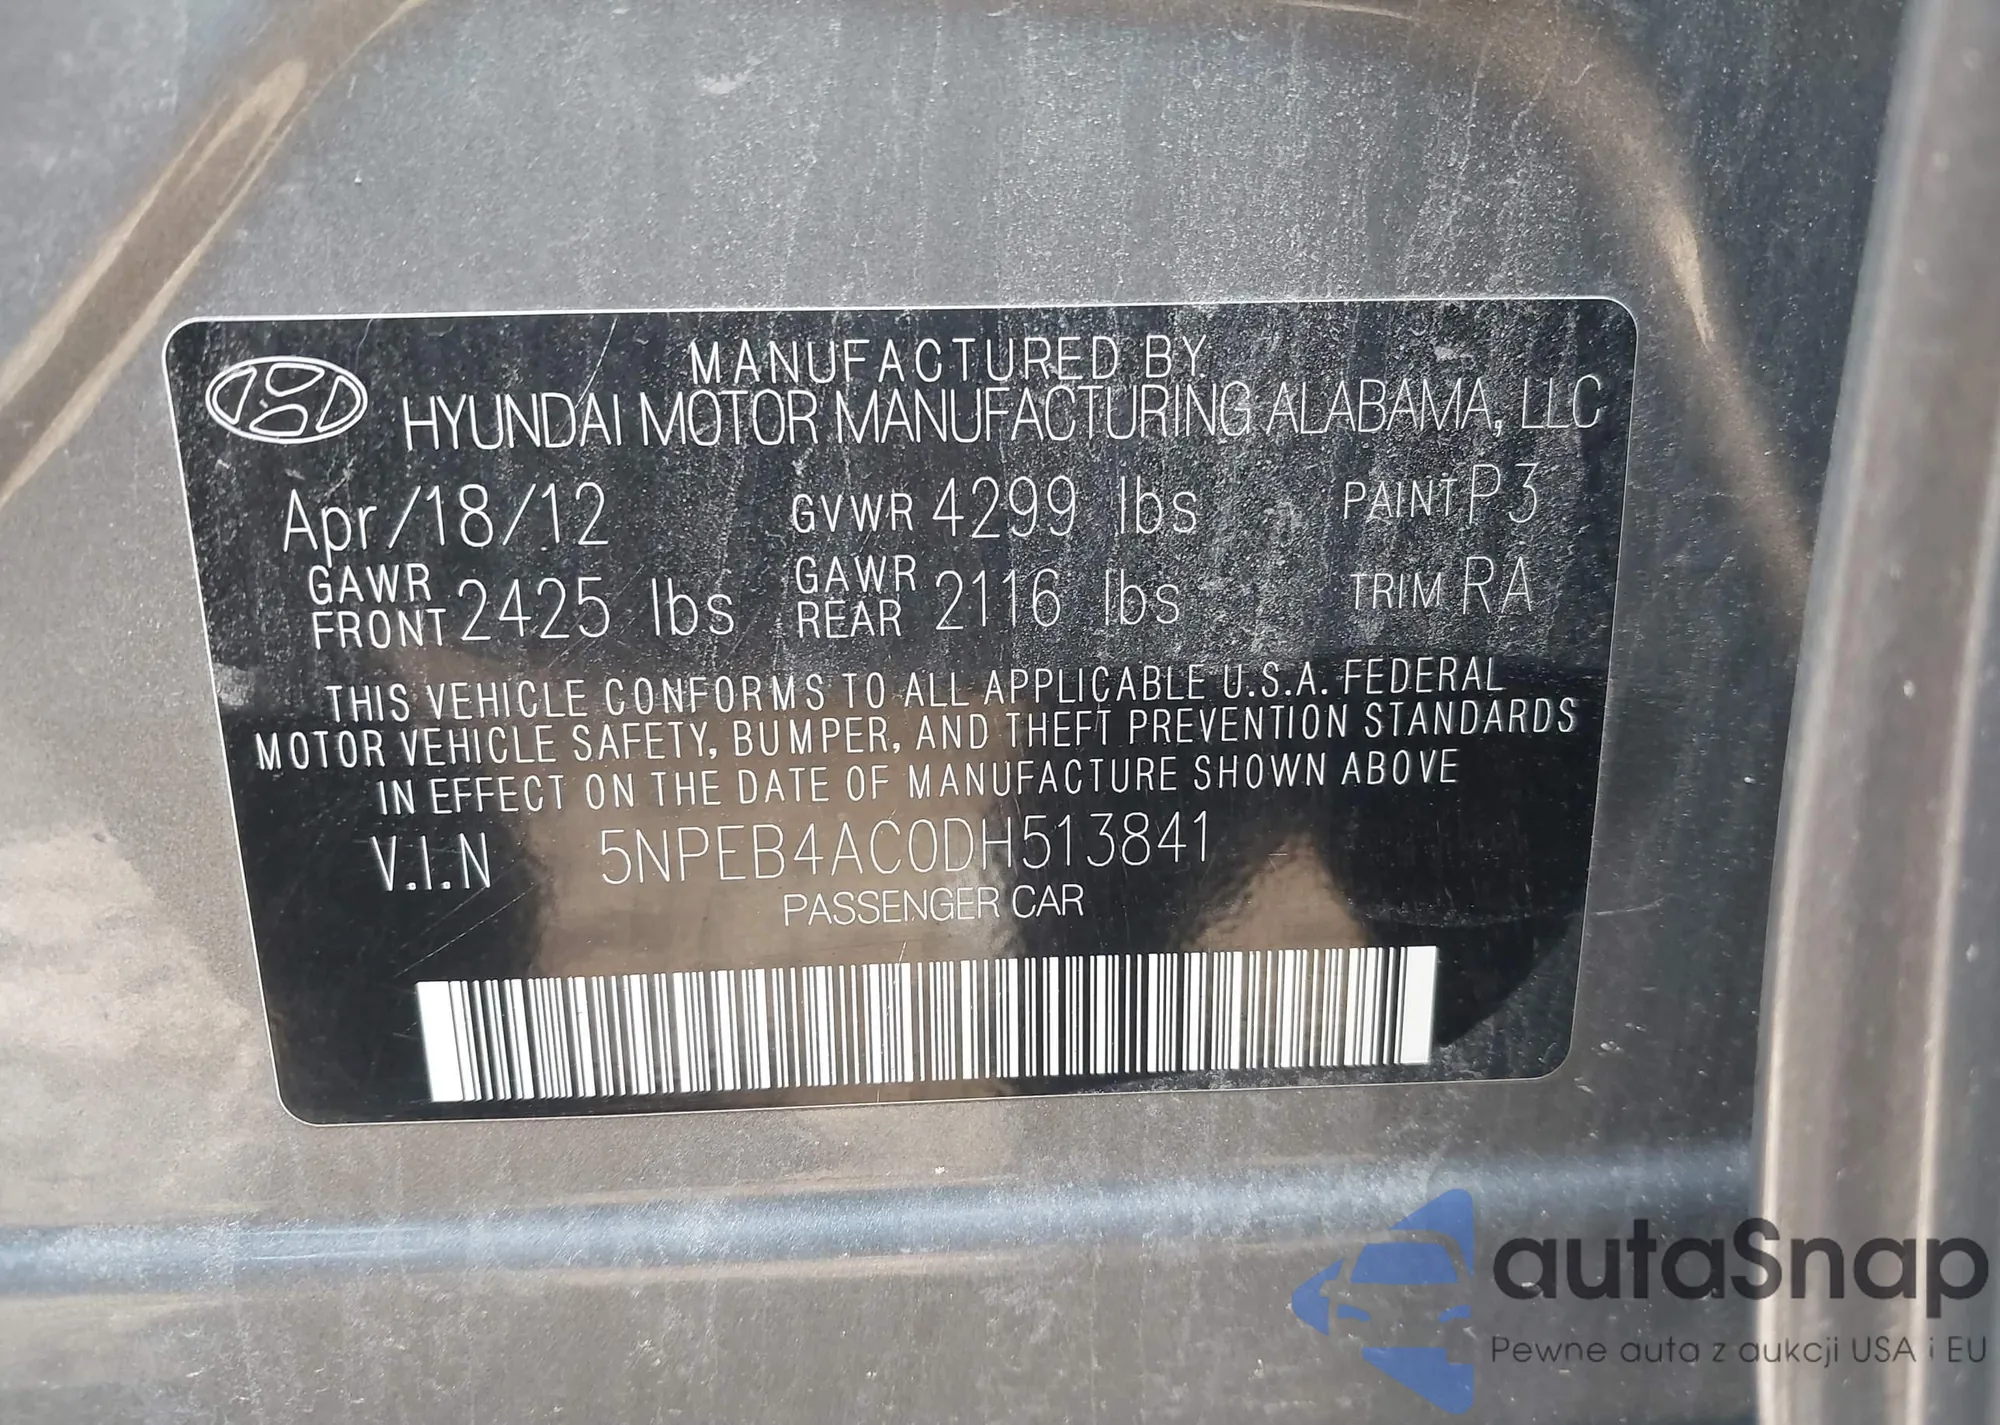 MANUFACTURED BY
HYUNDAI MOTOR MANUFACTURING ALABAMA, LLC
Apr/18/12 GVWR 4299 lbs PAINT P3
GAWR FRONT 2425 lbs GAWR REAR 2116 lbs TRIM RA
THIS VEHICLE CONFORMS TO ALL APPLICABLE U.S.A. FEDERAL
MOTOR VEHICLE SAFETY, BUMPER, AND THEFT PREVENTION STANDARDS
IN EFFECT ON THE DATE OF MANUFACTURE SHOWN ABOVE
V.I.N 5NPEB4AC0DH513841
PASSENGER CAR
autaSnap
Pewne auta z aukcji USA i EU